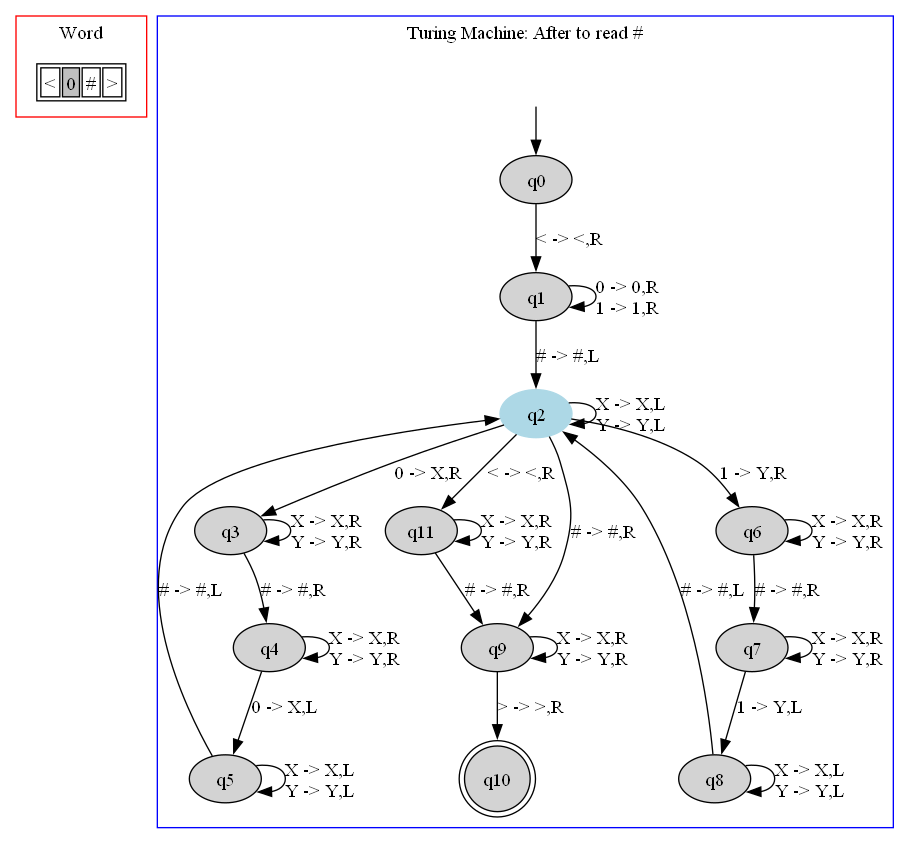 Word
< 0 # >
Turing Machine: After to read #
q0
< -> <,R
q1
0 -> 0,R
1 -> 1,R
# -> #,L
q2
X -> X,L
Y -> Y,L
0 -> X,R
< -> <,R
1 -> Y,R
# -> #,R
q3
X -> X,R
Y -> Y,R
q11
X -> X,R
Y -> Y,R
q6
X -> X,R
Y -> Y,R
# -> #,L
# -> #,R
# -> #,R
# -> #,L
# -> #,R
q4
X -> X,R
Y -> Y,R
q9
X -> X,R
Y -> Y,R
q7
X -> X,R
Y -> Y,R
0 -> X,L
> -> >,R
1 -> Y,L
q5
X -> X,L
Y -> Y,L
q10
q8
X -> X,L
Y -> Y,L